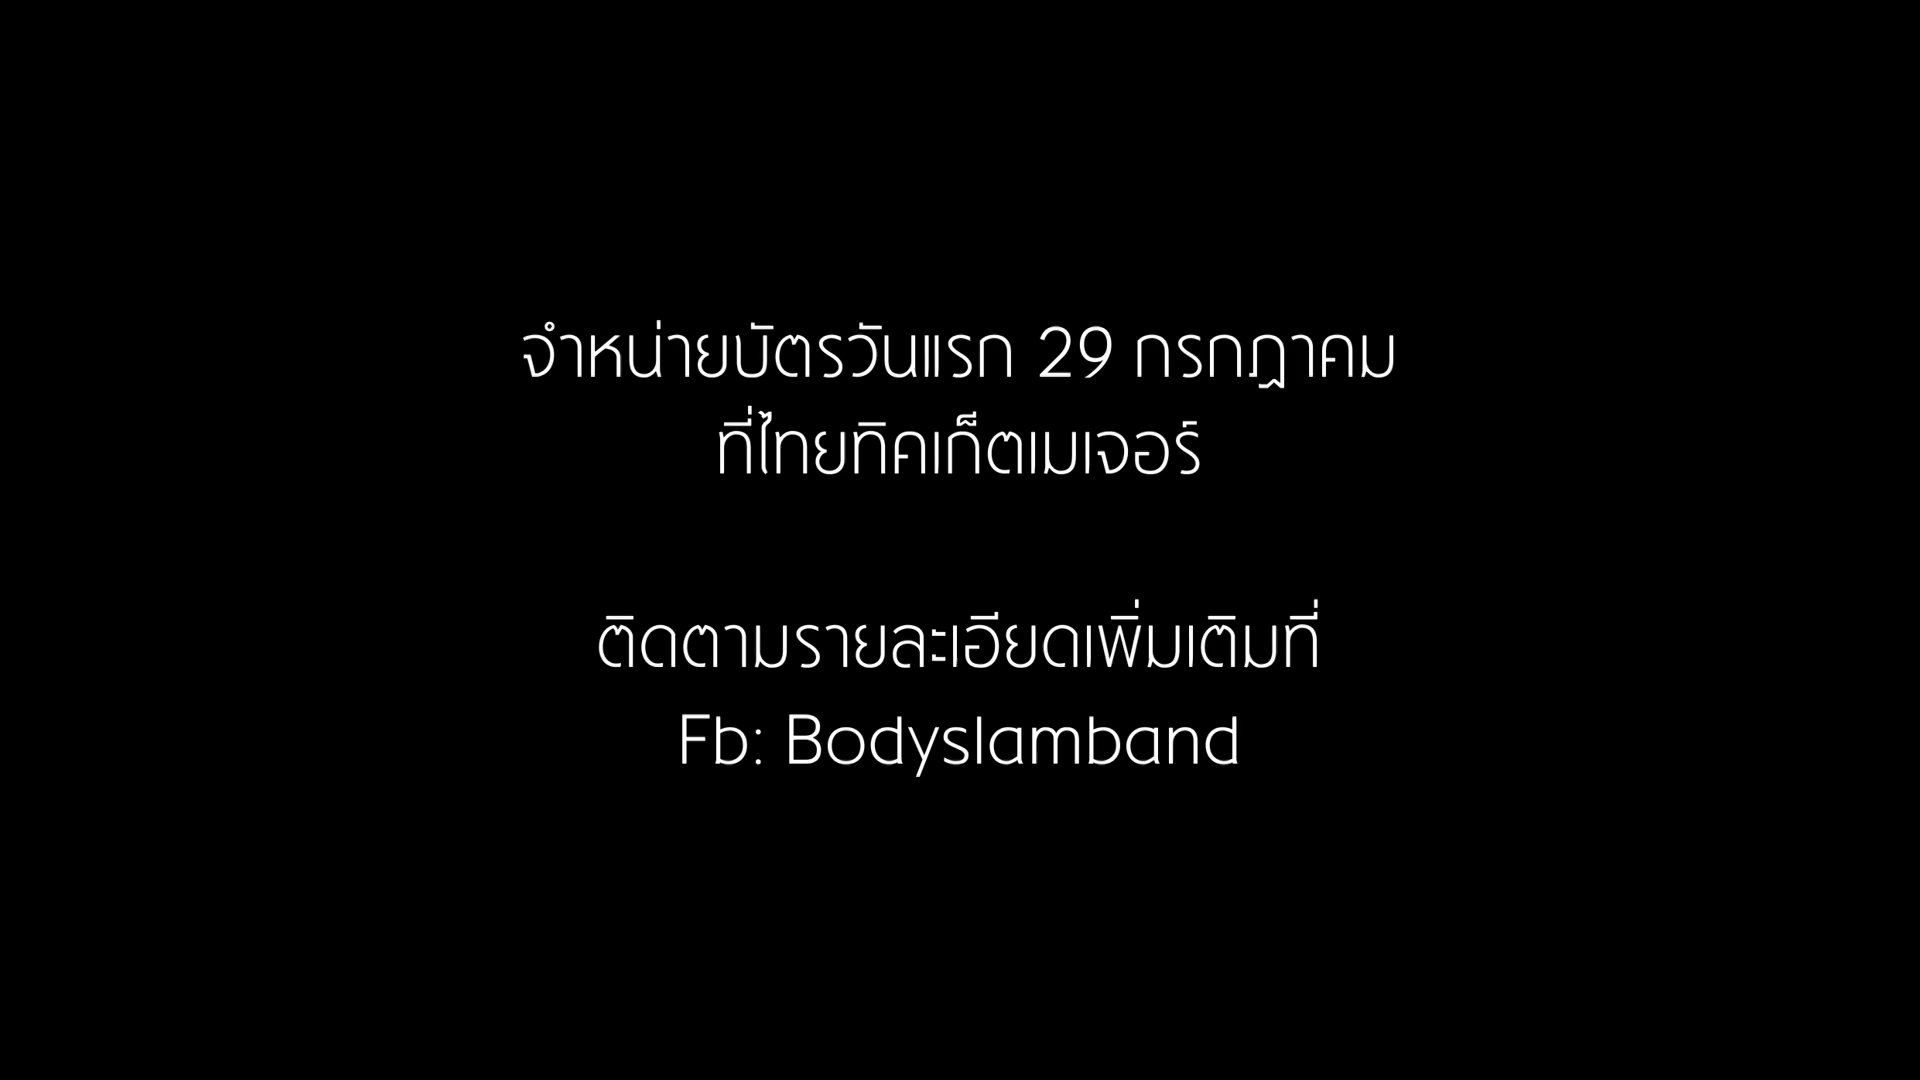 จำหน่ายบัตรวันแรก 29 กรกฎาคม
ที่ไทยทิคเก็ตเมเจอร์
ติดตามรายละเอียดเพิ่มเติมที่
Fb: Bodyslamband